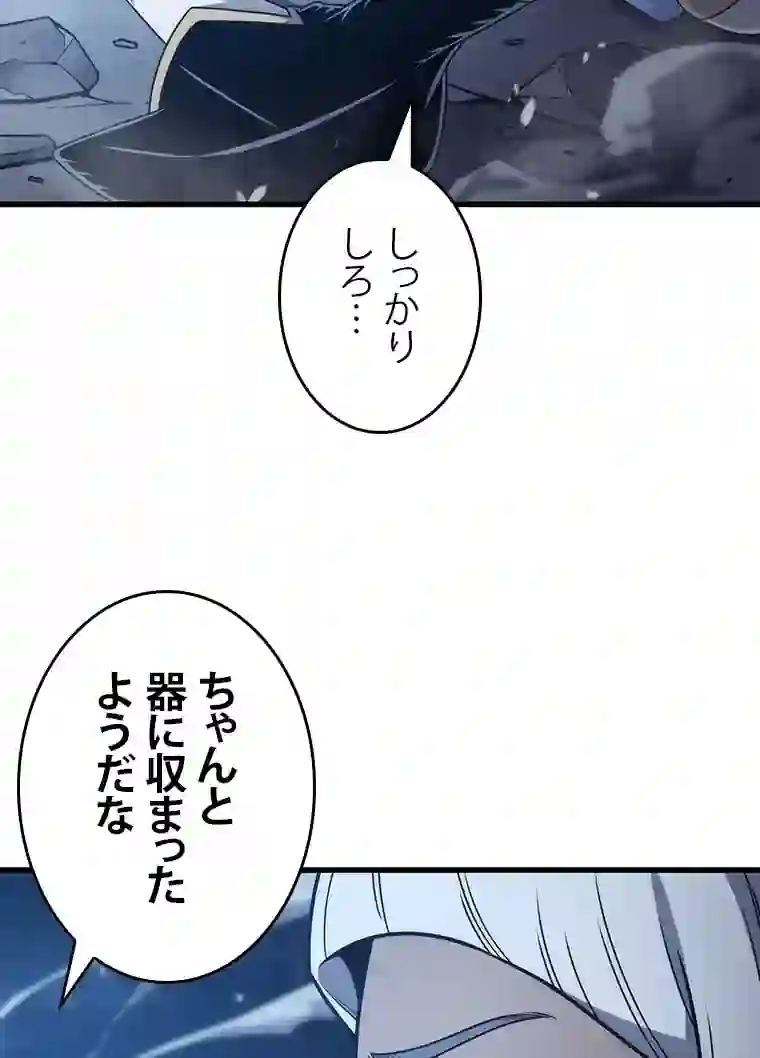 しっかり
しろ…
ちゃんと
器に収まった
ようだな